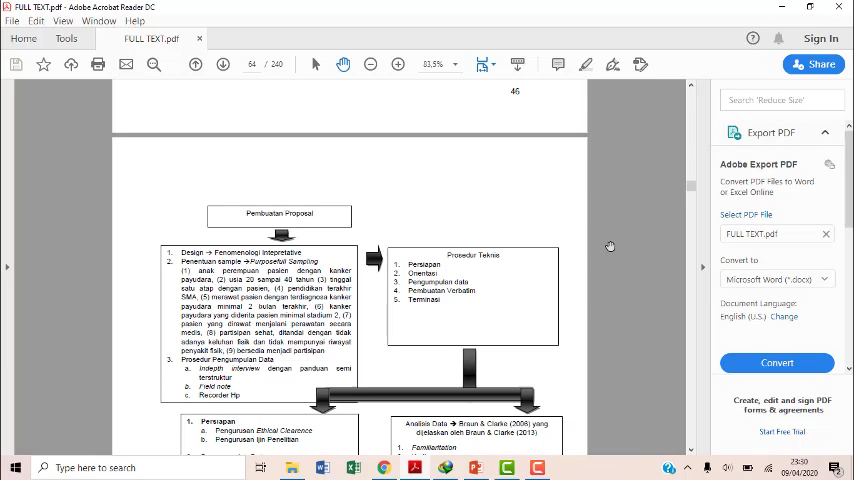 FULL TEXT.pdf - Adobe Acrobat Reader DC
File Edit View Window Help
Home Tools FULL TEXT.pdf × Sign In
64 / 240 83,5% Share
46
Pembuatan Proposal
1. Design → Fenomenologi Intepretative
2. Penentuan sample →Purposefull Sampling
(1) anak perempuan pasien dengan kanker
payudara, (2) usia 20 sampai 40 tahun (3) tinggal
satu atap dengan pasien, (4) pendidikan terakhir
SMA, (5) merawat pasien dengan terdiagnosa kanker
payudara minimal 2 bulan terakhir, (6) kanker
payudara yang diderita pasien minimal stadium 2, (7)
pasien yang dirawat menjalani perawatan secara
medis, (8) partisipan sehat, ditandai dengan tidak
adanya keluhan fisik dan tidak mempunyai riwayat
penyakit fisik, (9) bersedia menjadi partisipan
3. Prosedur Pengumpulan Data
a. Indepth interview dengan panduan semi
terstruktur
b. Field note
c. Recorder Hp
Prosedur Teknis
1. Persiapan
2. Orientasi
3. Pengumpulan data
4. Pembuatan Verbatim
5. Terminasi
1. Persiapan
a. Pengurusan Ethical Clearence
b. Pengurusan Ijin Penelitian
Analisis Data → Braun & Clarke (2006) yang
dijelaskan oleh Braun & Clarke (2013)
1. Familiaritation
Search 'Reduce Size'
Export PDF
Adobe Export PDF
Convert PDF Files to Word
or Excel Online
Select PDF File
FULL TEXT.pdf
Convert to
Microsoft Word (*.docx)
Document Language:
English (U.S.) Change
Convert
Create, edit and sign PDF
forms & agreements
Start Free Trial
Type here to search
23:30
09/04/2020
2